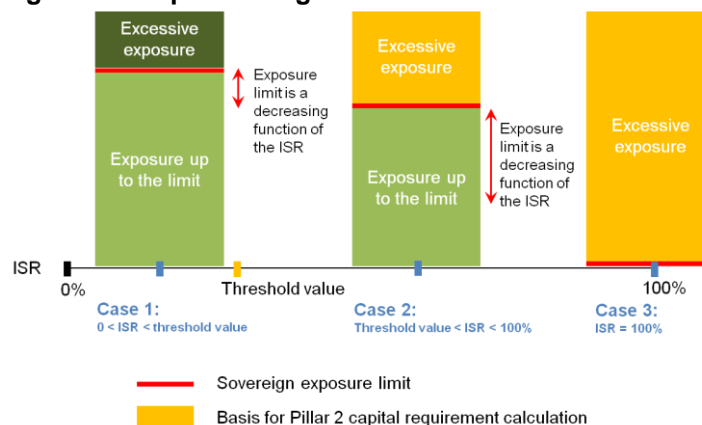 Excessive
exposure
Exposure
limit is a
decreasing
function of
the ISR
Exposure up
to the limit
Excessive
exposure
Exposure
limit is a
decreasing
function of
the ISR
Exposure up
to the limit
Excessive
exposure
ISR
0%
Threshold value
100%
Case 1:
0 < ISR < threshold value
Case 2:
Threshold value < ISR < 100%
Case 3:
ISR = 100%
Sovereign exposure limit
Basis for Pillar 2 capital requirement calculation